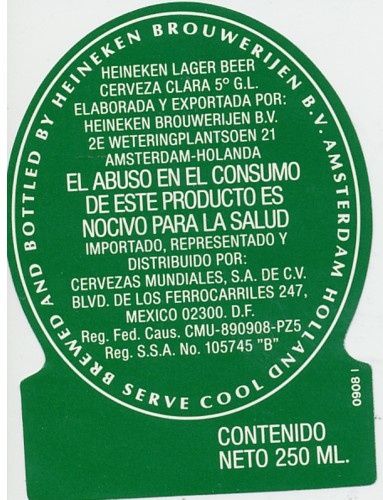 BREWED AND BOTTLED BY HEINEKEN BROUWERIJEN B.V. AMSTERDAM HOLLAND
SERVE COOL
HEINEKEN LAGER BEER
CERVEZA CLARA 5º G.L.
ELABORADA Y EXPORTADA POR:
HEINEKEN BROUWERIJEN B.V.
2E WETERINGPLANTSOEN 21
AMSTERDAM-HOLANDA
EL ABUSO EN EL CONSUMO
DE ESTE PRODUCTO ES
NOCIVO PARA LA SALUD
IMPORTADO, REPRESENTADO Y
DISTRIBUIDO POR:
CERVEZAS MUNDIALES, S.A. DE C.V.
BLVD. DE LOS FERROCARRILES 247,
MEXICO 02300. D.F.
Reg. Fed. Caus. CMU-890908-PZ5
Reg. S.S.A. No. 105745 "B"
0908 I
CONTENIDO
NETO 250 ML.